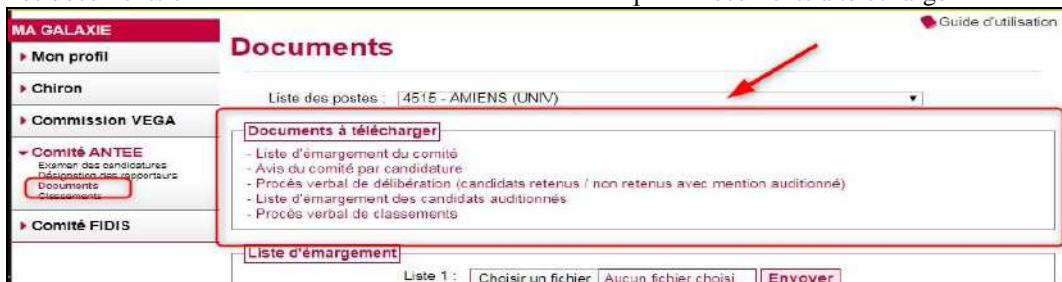 MA GALAXIE
Mon profil
Chiron
Commission VEGA
Comité ANTEE
Examen des candidatures
Désignation des rapporteurs
Documents
Classements
Comité FIDIS
Guide d'utilisation
Documents
Liste des postes : 4515 - AMIENS (UNIV)
Documents à télécharger
- Liste d'émargement du comité
- Avis du comité par candidature
- Procès verbal de délibération (candidats retenus / non retenus avec mention auditionné)
- Liste d'émargement des candidats auditionnés
- Procès verbal de classements
Liste d'émargement
Liste 1 : Choisir un fichier Aucun fichier choisi Envoyer